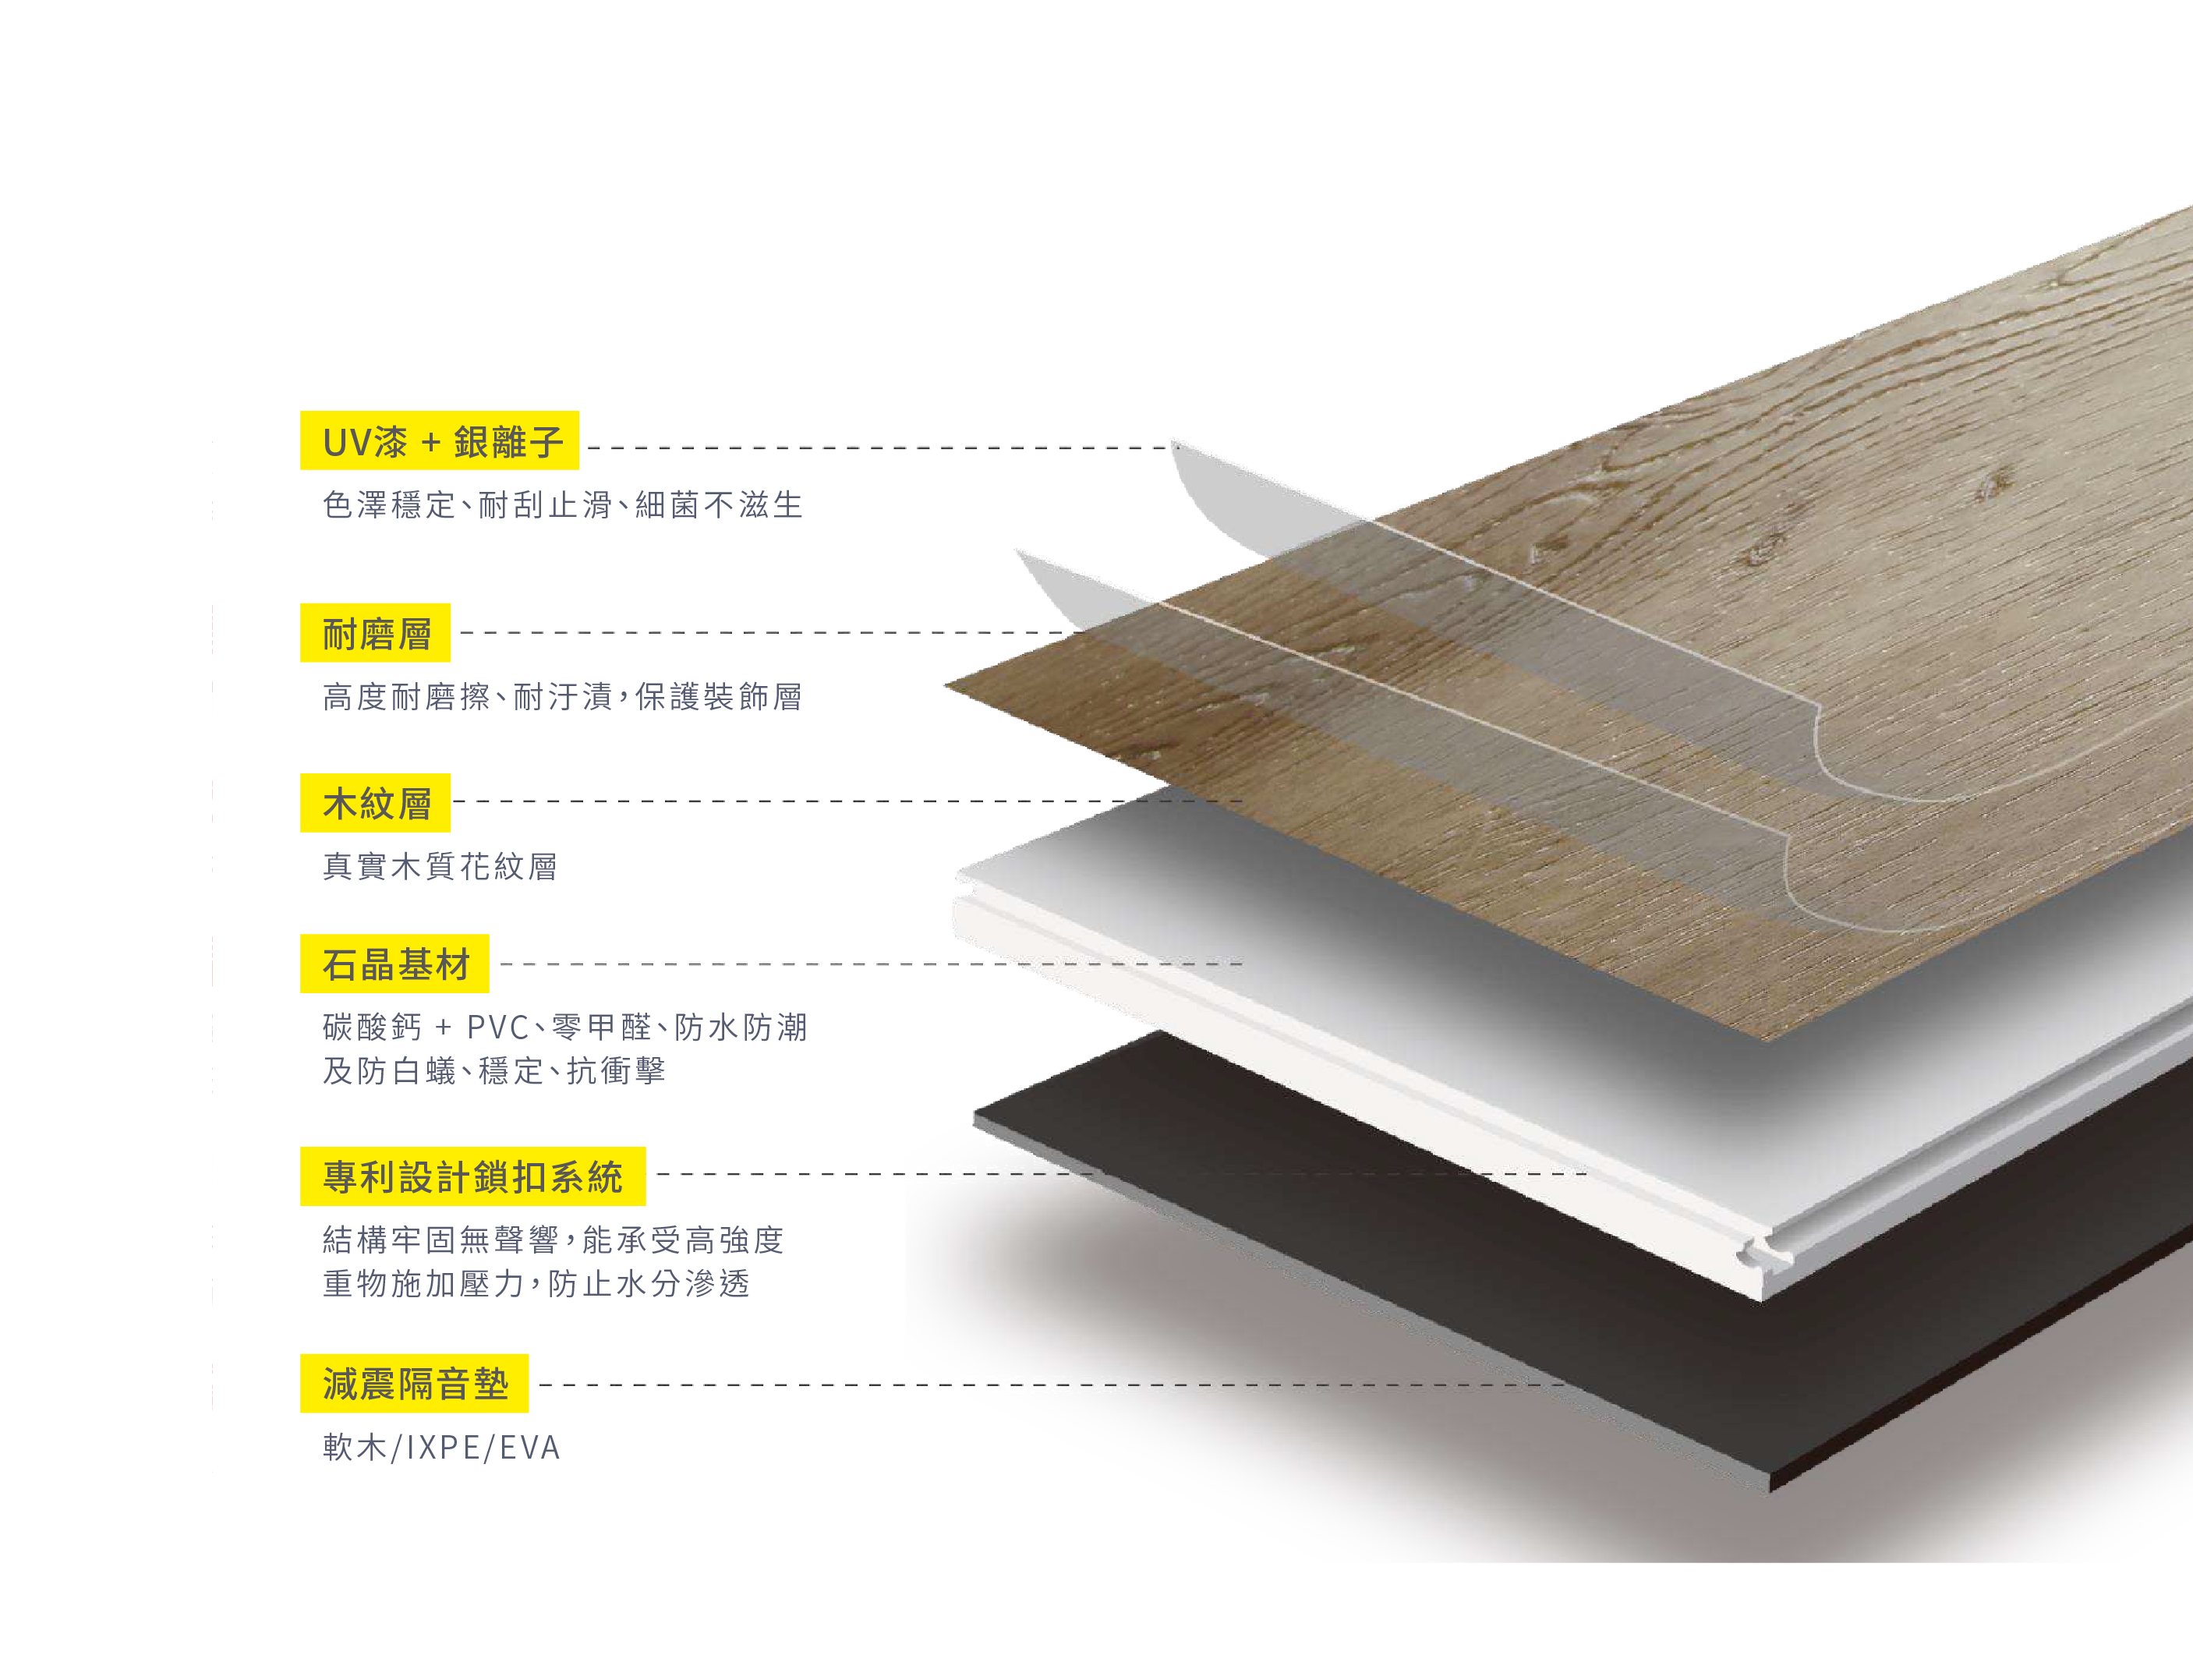 UV漆 + 銀離子
色澤穩定、耐刮止滑、細菌不滋生
耐磨層
高度耐磨擦、耐汙漬,保護裝飾層
木紋層
真實木質花紋層
石晶基材
碳酸鈣 + PVC、零甲醛、防水防潮
及防白蟻、穩定、抗衝擊
專利設計鎖扣系統
結構牢固無聲響,能承受高強度
重物施加壓力,防止水分滲透
減震隔音墊
軟木/IXPE/EVA